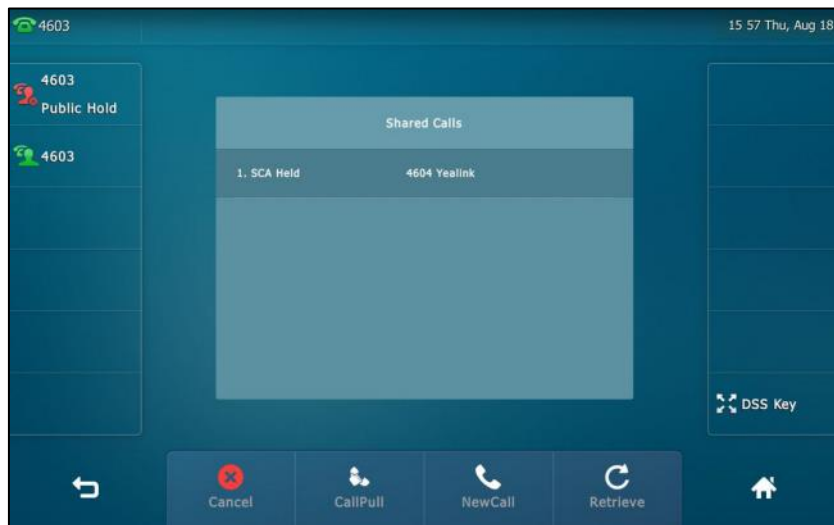 4603
15 57 Thu, Aug 18
4603
Public Hold
4603
Shared Calls
1. SCA Held 4604 Yealink
DSS Key
Cancel CallPull NewCall Retrieve